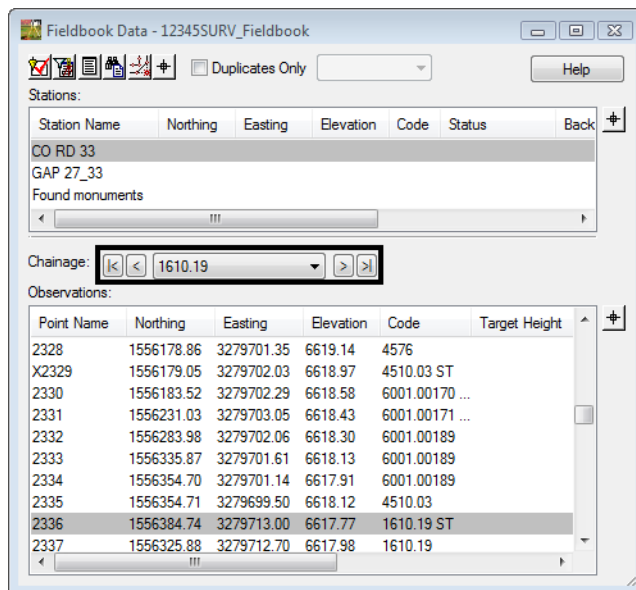 Fieldbook Data - 12345SURV_Fieldbook
Duplicates Only Help
Stations:
Station Name Northing Easting Elevation Code Status Back
CO RD 33
GAP 27_33
Found monuments
Chainage: 1610.19
Observations:
Point Name Northing Easting Elevation Code Target Height
2328 1556178.86 3279701.35 6619.14 4576
X2329 1556179.05 3279702.03 6618.97 4510.03 ST
2330 1556183.52 3279702.29 6618.58 6001.00170 ...
2331 1556231.03 3279703.05 6618.43 6001.00171 ...
2332 1556283.98 3279702.06 6618.30 6001.00189
2333 1556335.87 3279701.61 6618.13 6001.00189
2334 1556354.70 3279701.14 6617.91 6001.00189
2335 1556354.71 3279699.50 6618.12 4510.03
2336 1556384.74 3279713.00 6617.77 1610.19 ST
2337 1556325.88 3279712.70 6617.98 1610.19